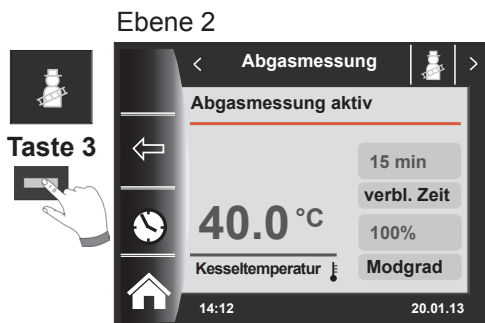 Ebene 2
Abgasmessung
Abgasmessung aktiv
Taste 3
15 min
verbl. Zeit
40.0 °C
100%
Kesseltemperatur
Modgrad
14:12
20.01.13